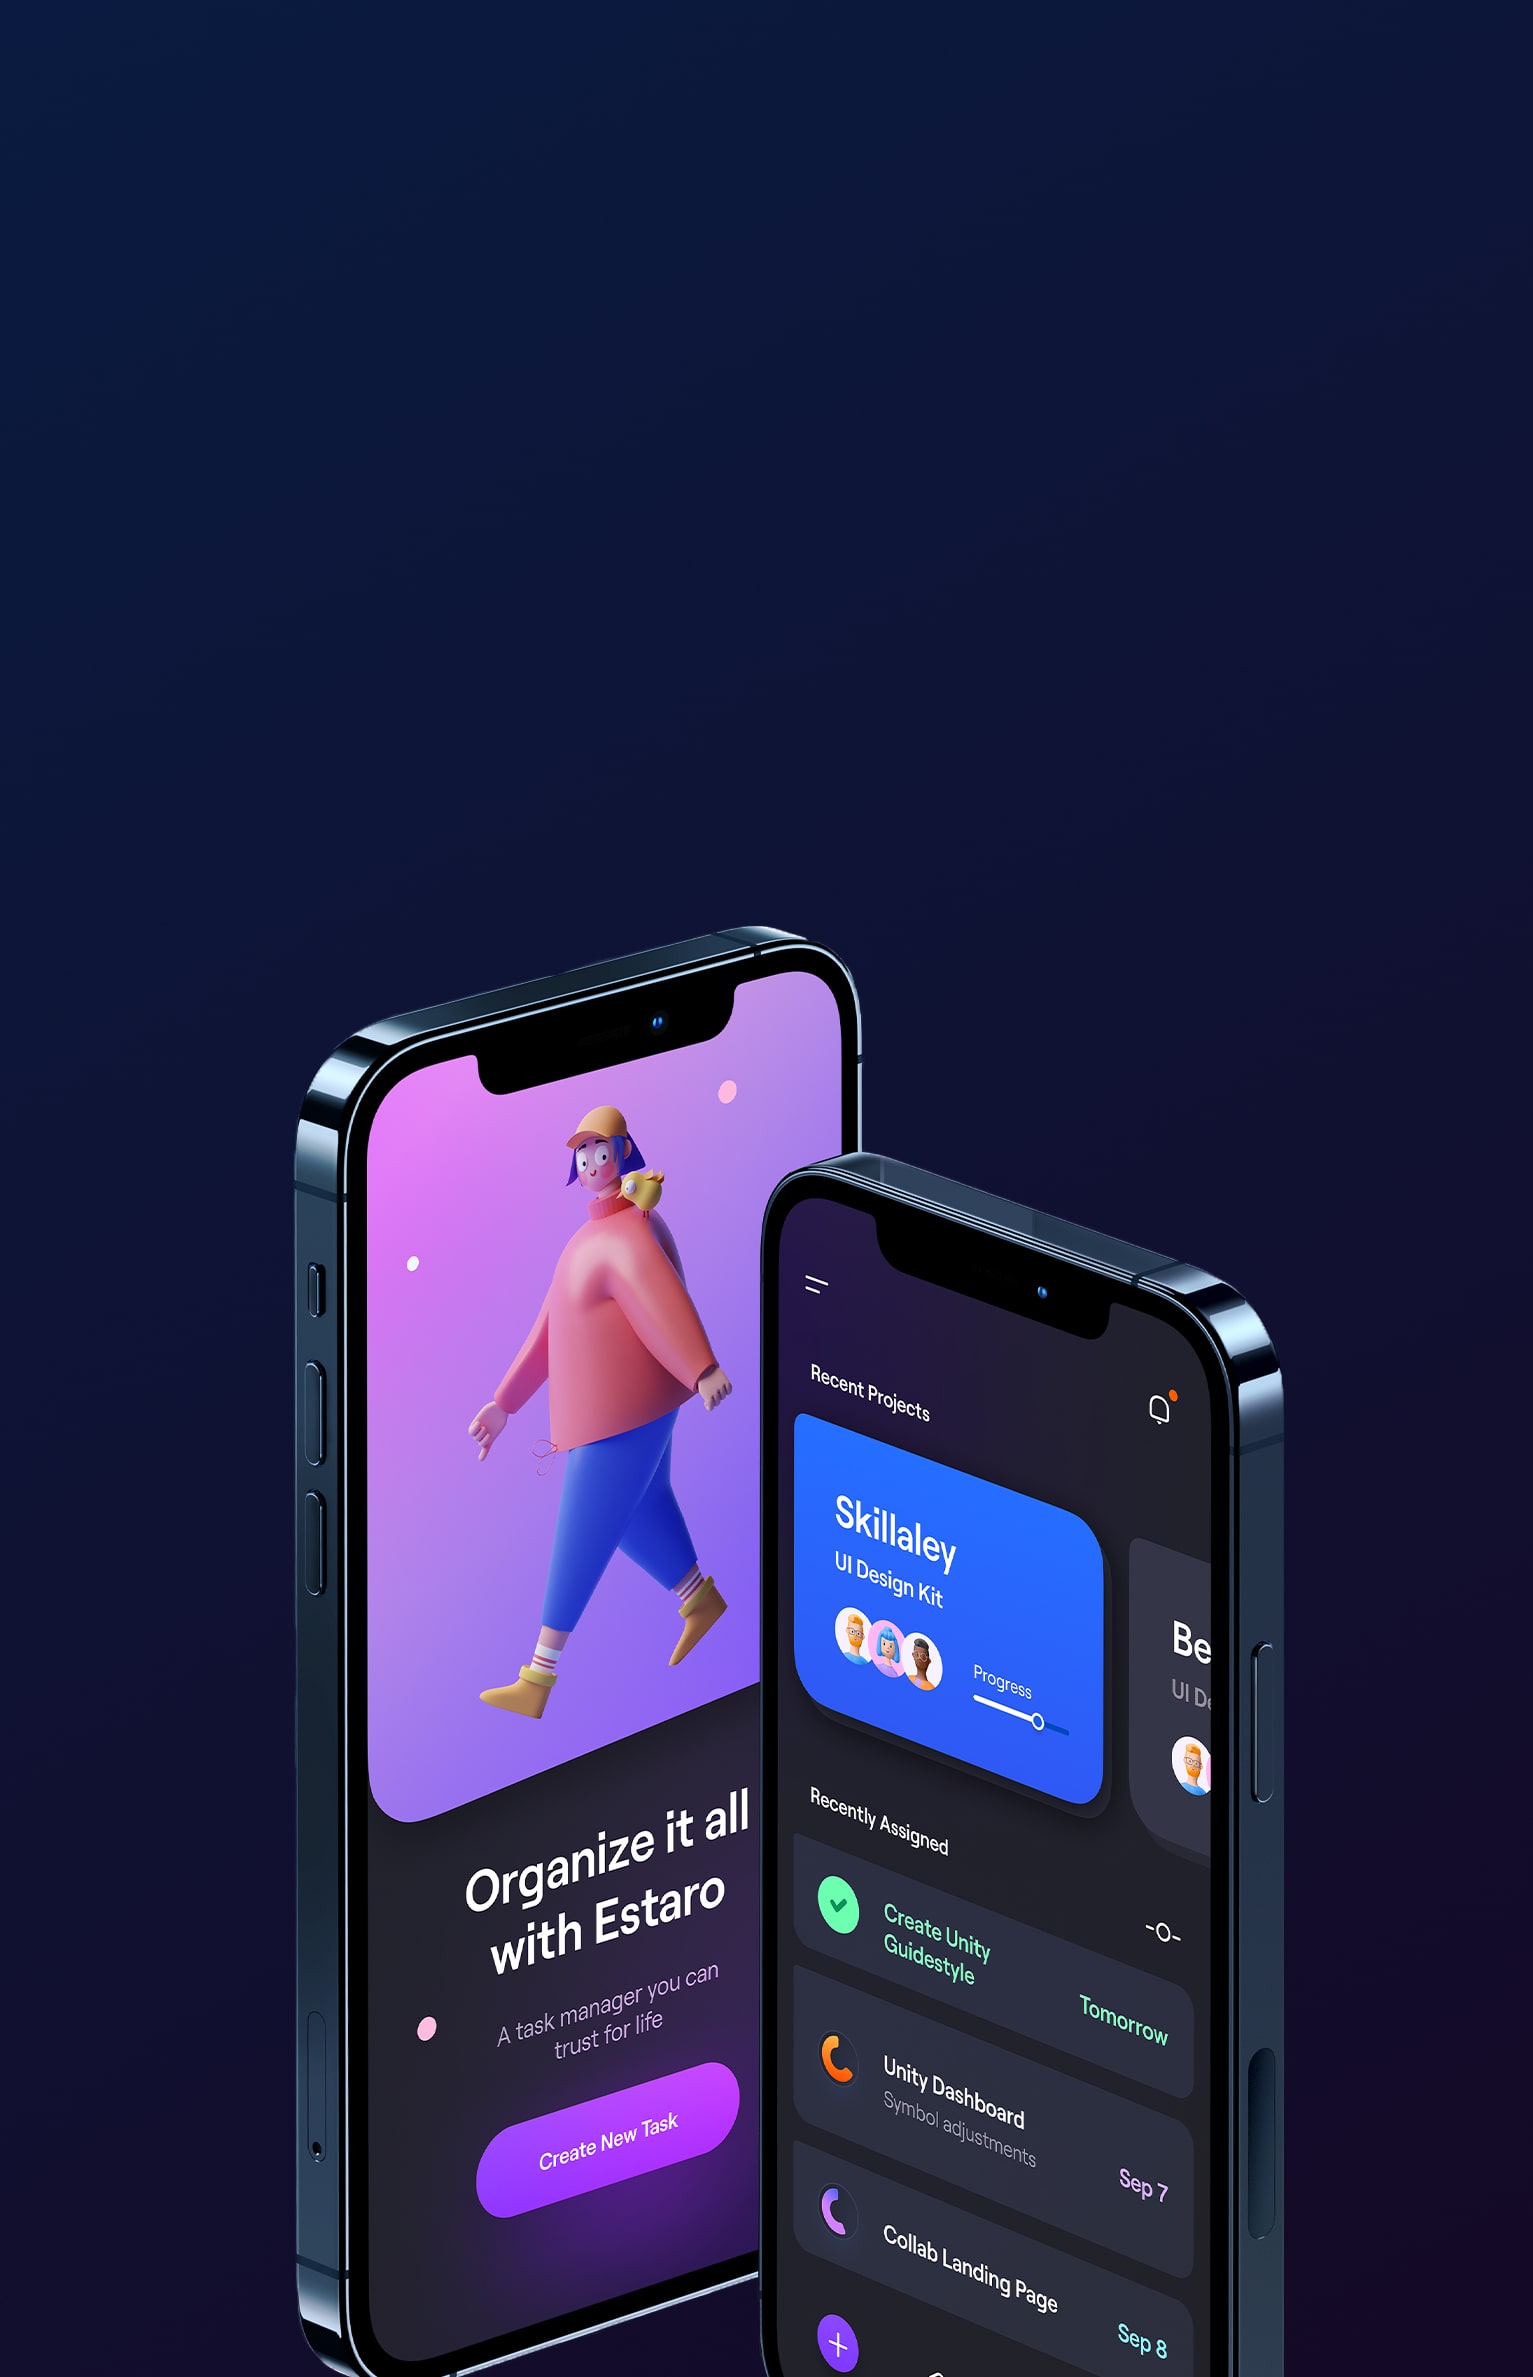 Organize it all
with Estaro
A task manager you can
trust for life
Create New Task
Recent Projects
Skillaley
UI Design Kit
Progress
Be
UI De
Recently Assigned
Create Unity
Guidestyle
Tomorrow
Unity Dashboard
Symbol adjustments
Sep 7
Collab Landing Page
Sep 8